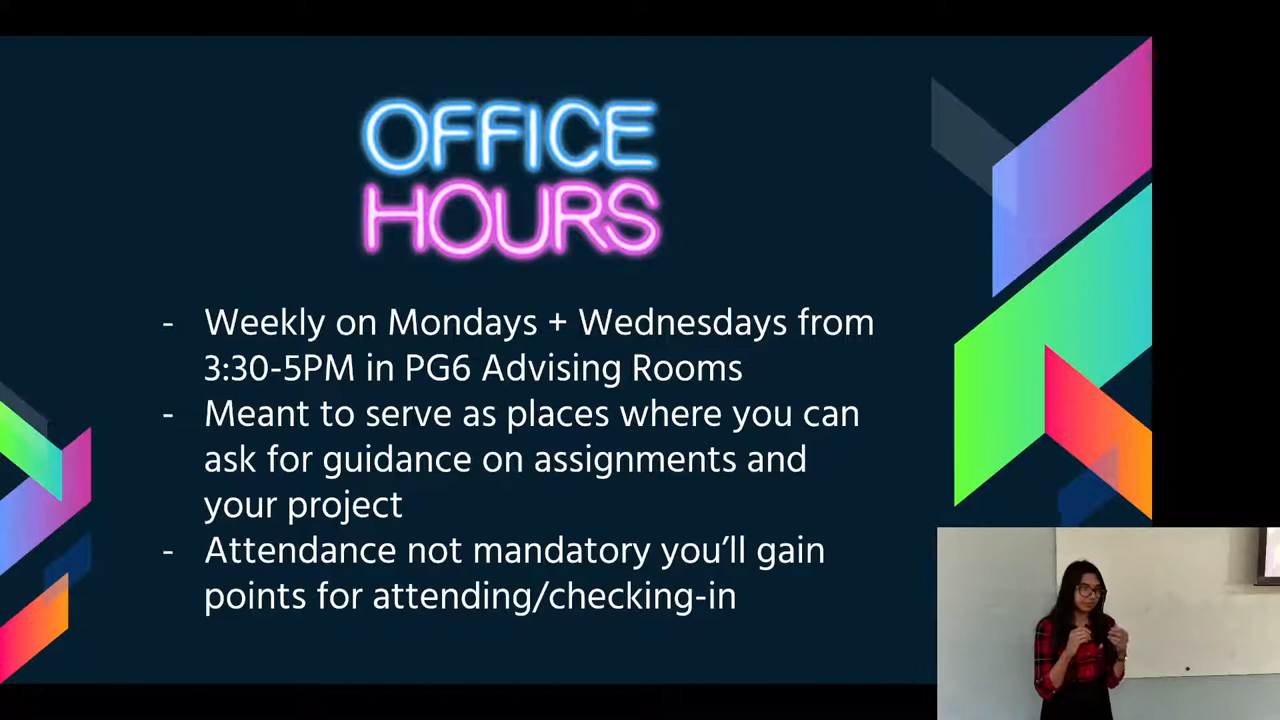 OFFICE
HOURS
- Weekly on Mondays + Wednesdays from
3:30-5PM in PG6 Advising Rooms
- Meant to serve as places where you can
ask for guidance on assignments and
your project
- Attendance not mandatory you’ll gain
points for attending/checking-in